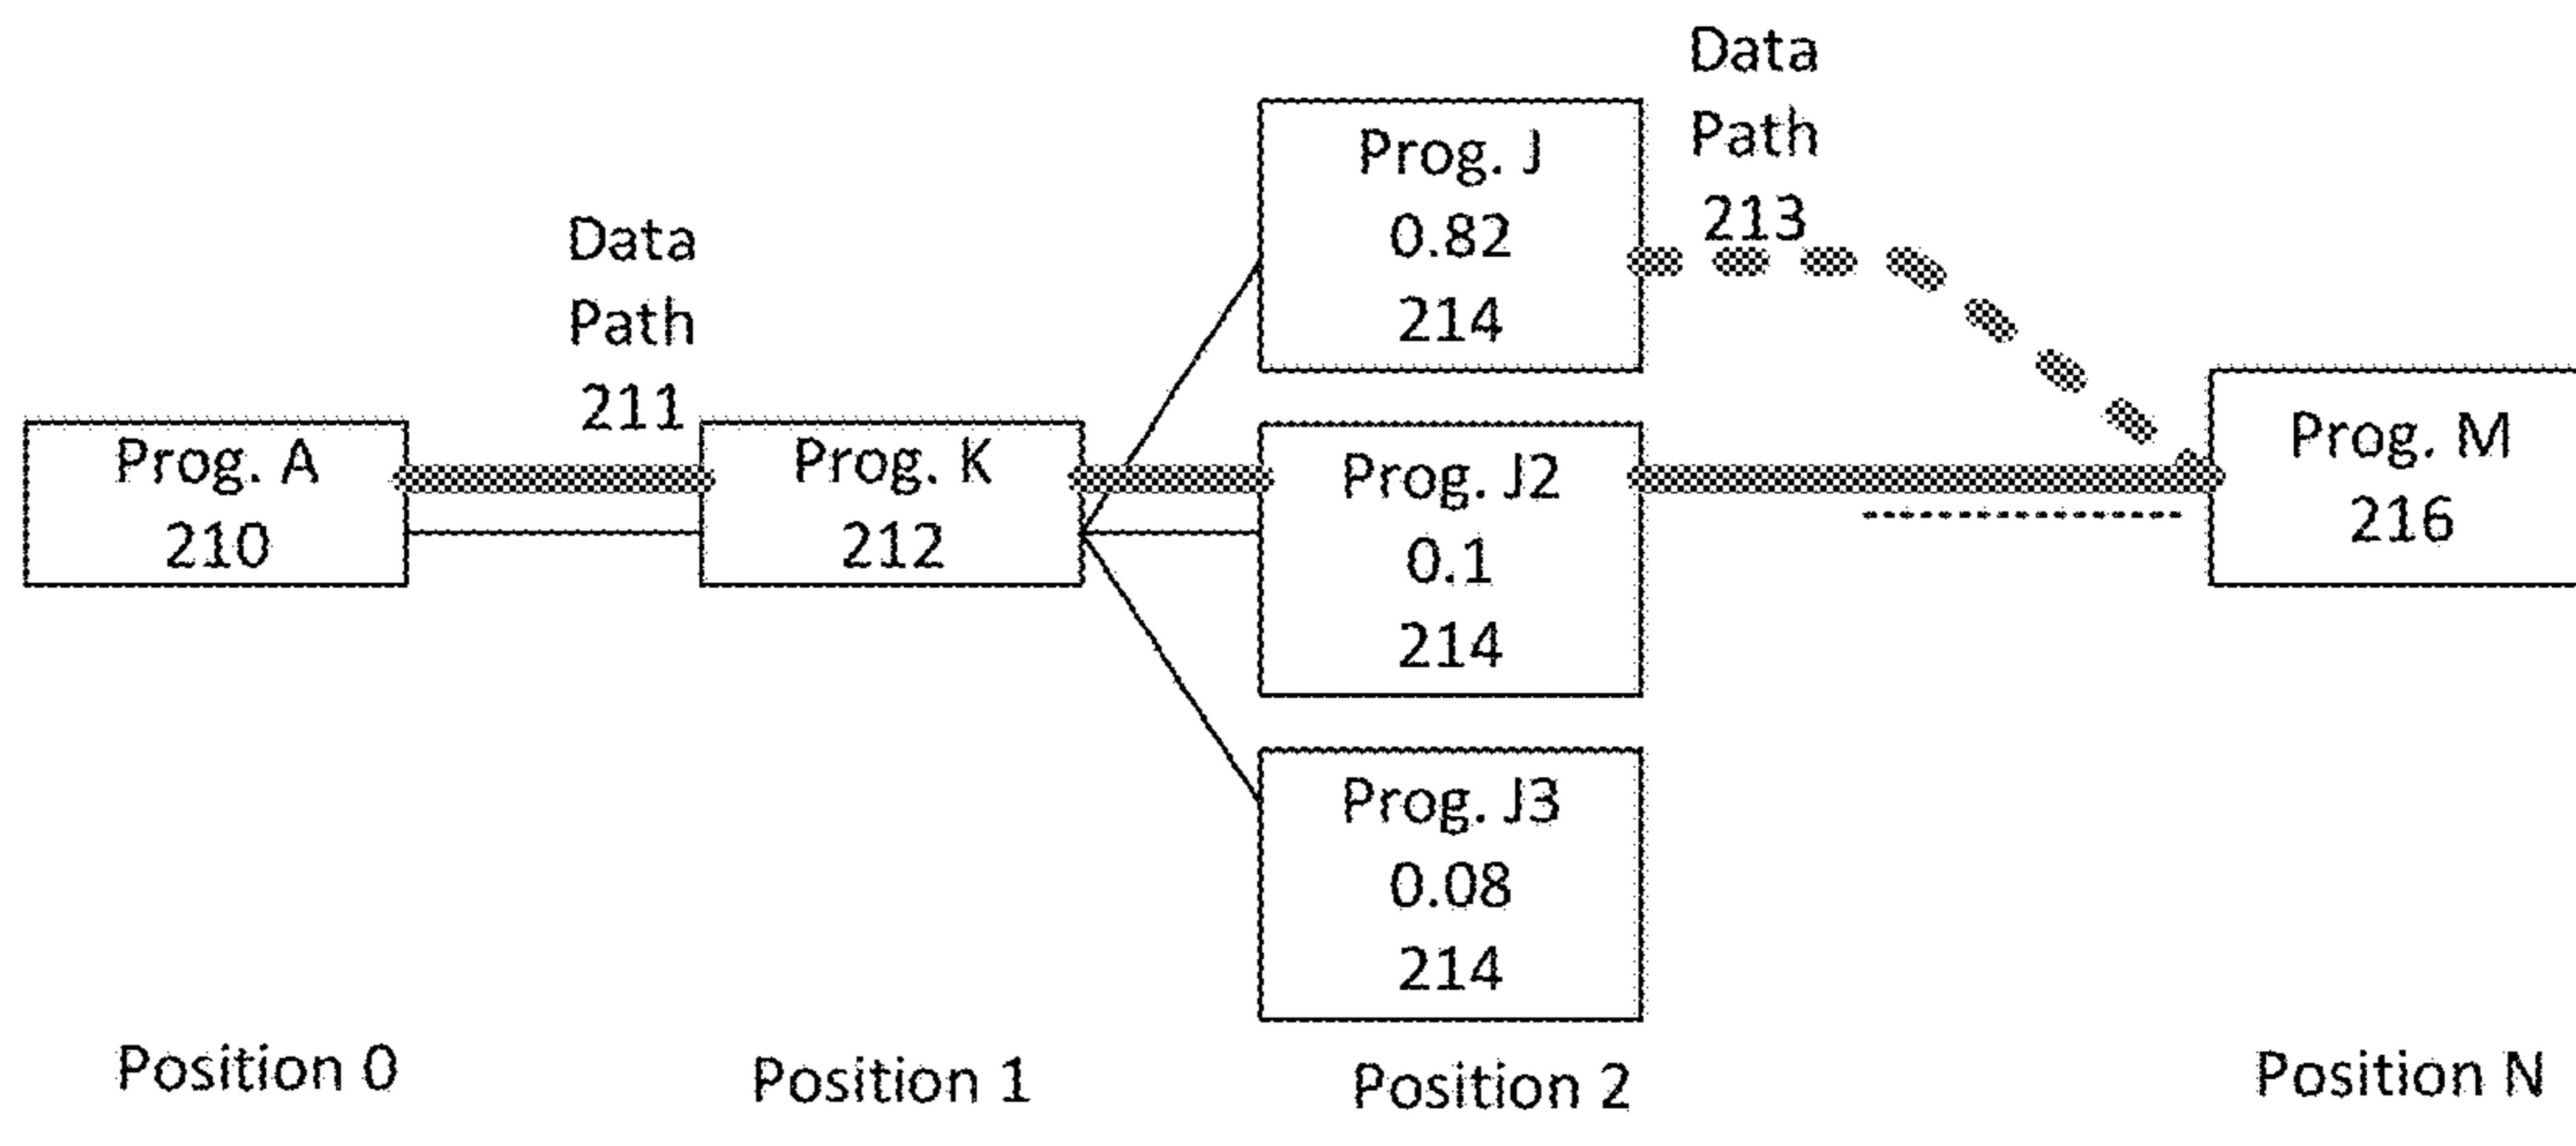 Data
Path
211
Data
Path
213
Prog. A
210
Prog. K
212
Prog. J
0.82
214
Prog. J2
0.1
214
Prog. J3
0.08
214
Prog. M
216
Position 0
Position 1
Position 2
Position N